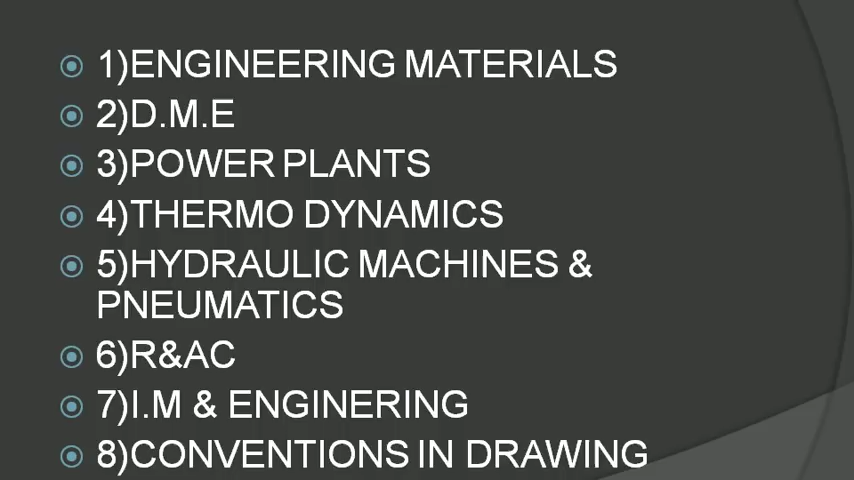 1)ENGINEERING MATERIALS
2)D.M.E
3)POWER PLANTS
4)THERMO DYNAMICS
5)HYDRAULIC MACHINES &
PNEUMATICS
6)R&AC
7)I.M & ENGINERING
8)CONVENTIONS IN DRAWING